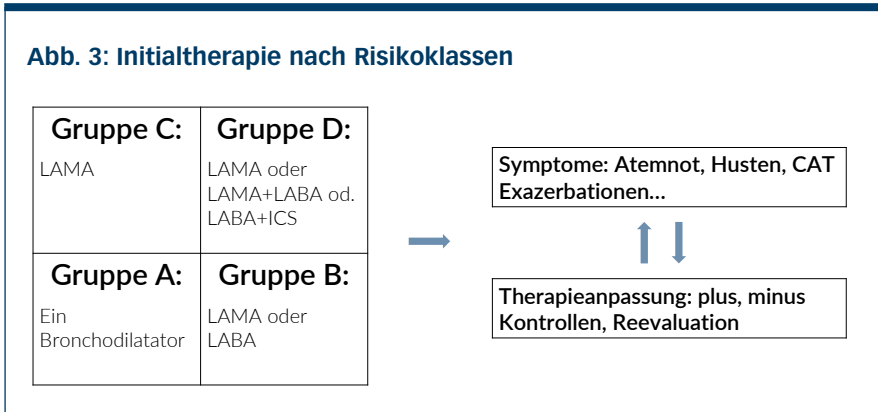 Abb. 3: Initialtherapie nach Risikoklassen
Gruppe C:
LAMA
Gruppe D:
LAMA oder
LAMA+LABA od.
LABA+ICS
Gruppe A:
Ein
Bronchodilatator
Gruppe B:
LAMA oder
LABA
Symptome: Atemnot, Husten, CAT
Exazerbationen...
Therapieanpassung: plus, minus
Kontrollen, Reevaluation